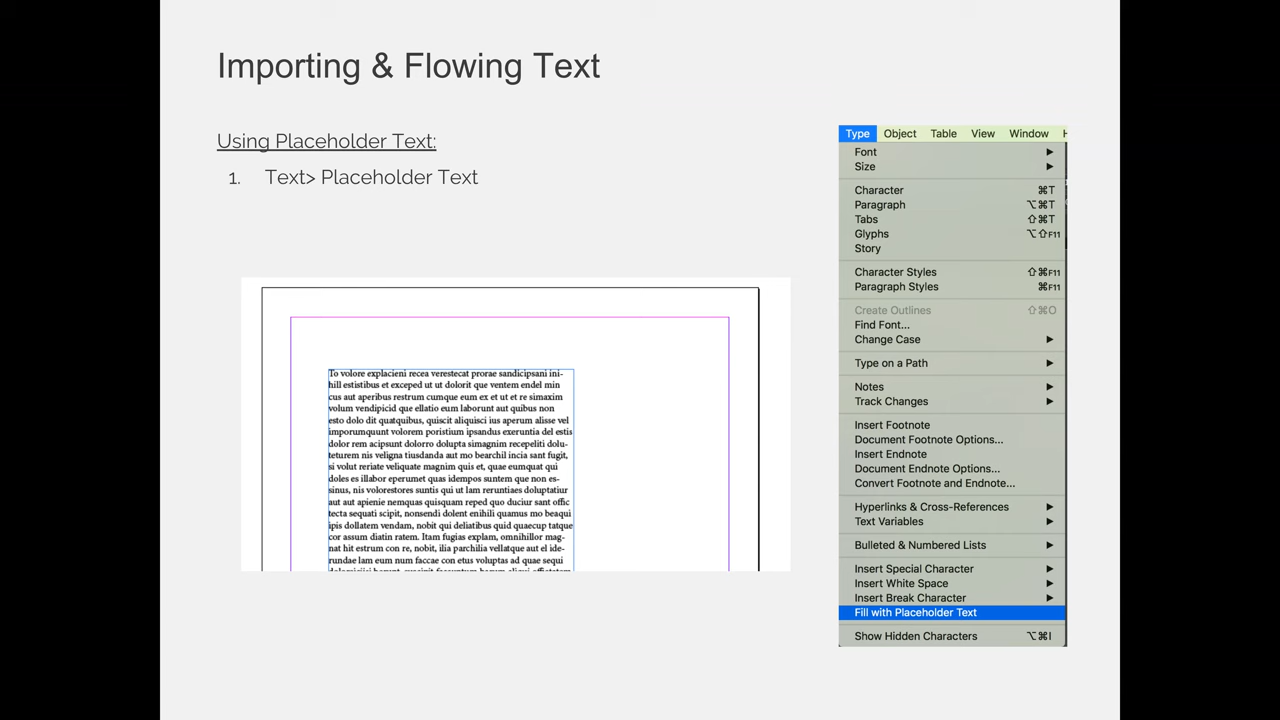 Importing & Flowing Text
Using Placeholder Text:
1. Text> Placeholder Text
To volore explacieni recea verestecat prorae sandicipsani ini-
hill estistibus et exceped ut ut dolorit que ventem endel min
cus aut aperibus restrum cumque eum ex et ut et re simaxim
volum vendipicid que ellatio eum laborunt aut quibus non
esto dolo dit quatquibus, quiscit aliquisci ius aperum alisse vel
imporumquunt volorem poristium ipsandus exeruntia del estis
dolor rem acipsunt dolorro dolupta simagnim recepeliti dolu-
teturem nis veligna tiusdanda aut mo bearchil incia sant fugit,
si volut reriate veliquate magnim quis et, quae eumquat qui
doles es illabor eperumet quas idempos suntem que non es-
sinus, nis volorestores suntis qui ut lam reruntiaes doluptatiur
aut aut apienie nemquas quisquam reped quo duciur sant offic
tecta sequati scipit, nonsendi dolent enihili quamus mo beaqui
ipis dollatem vendam, nobit qui deliatibus quid quaecup tatque
cor assum diatin ratem. Itam fugias explam, omnihillor mag-
nat hit estrum con re, nobit, ilia parchilia vellatque aut el ide-
rundae lam eum num faccae con etus voluptas ad quae sequi
Type Object Table View Window
Font
Size
Character ⌘T
Paragraph ⌥⌘T
Tabs ⇧⌘T
Glyphs ⌥⇧F11
Story
Character Styles ⇧⌘F11
Paragraph Styles ⌘F11
Create Outlines ⇧⌘O
Find Font...
Change Case
Type on a Path
Notes
Track Changes
Insert Footnote
Document Footnote Options...
Insert Endnote
Document Endnote Options...
Convert Footnote and Endnote...
Hyperlinks & Cross-References
Text Variables
Bulleted & Numbered Lists
Insert Special Character
Insert White Space
Insert Break Character
Fill with Placeholder Text
Show Hidden Characters ⌥⌘I